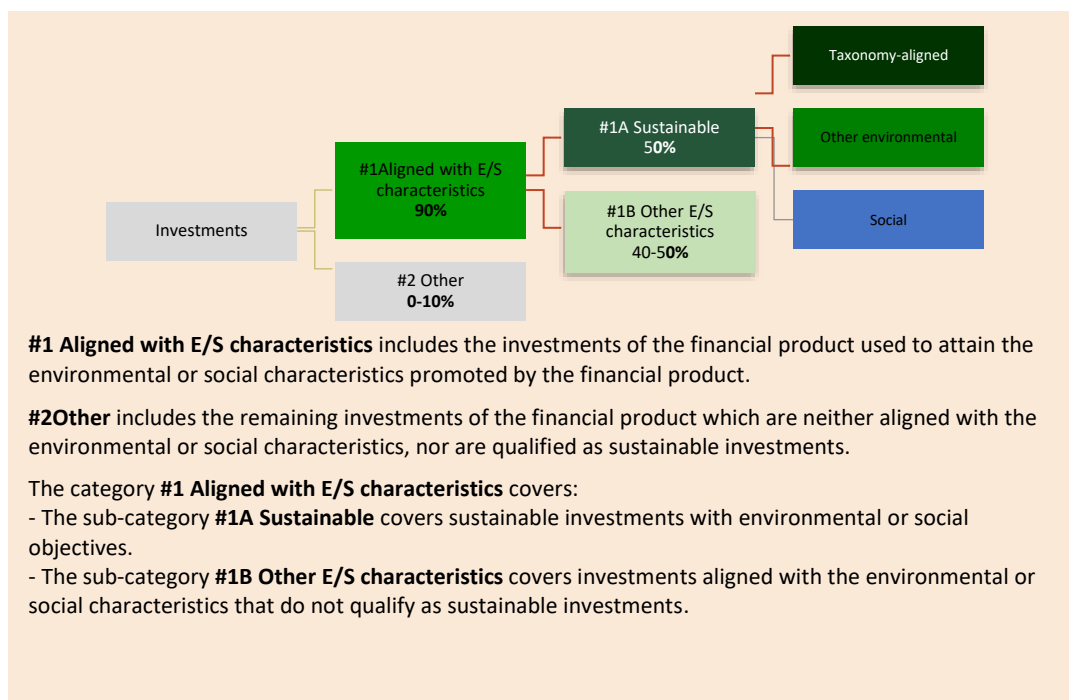 Taxonomy-aligned
#1A Sustainable
50%
Other environmental
#1Aligned with E/S
characteristics
90%
#1B Other E/S
characteristics
40-50%
Social
Investments
#2 Other
0-10%
#1 Aligned with E/S characteristics includes the investments of the financial product used to attain the
environmental or social characteristics promoted by the financial product.
#2Other includes the remaining investments of the financial product which are neither aligned with the
environmental or social characteristics, nor are qualified as sustainable investments.
The category #1 Aligned with E/S characteristics covers:
- The sub-category #1A Sustainable covers sustainable investments with environmental or social
objectives.
- The sub-category #1B Other E/S characteristics covers investments aligned with the environmental or
social characteristics that do not qualify as sustainable investments.